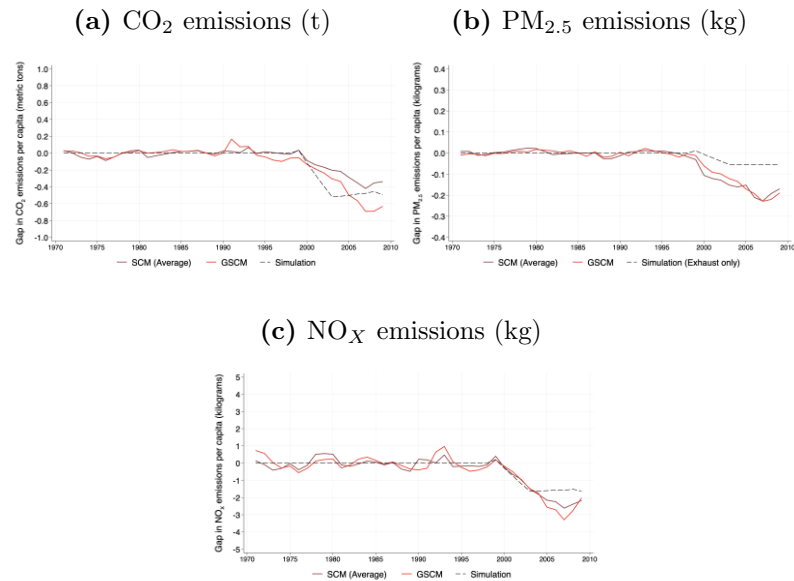 (a) CO₂ emissions (t)
(b) PM₂.₅ emissions (kg)
Gap in CO₂ emissions per capita (metric tons)
1.0
0.8
0.6
0.4
0.2
0.0
-0.2
-0.4
-0.6
-0.8
-1.0
1970 1975 1980 1985 1990 1995 2000 2005 2010
SCM (Average) GSCM Simulation
Gap in PM₂.₅ emissions per capita (kilograms)
0.4
0.3
0.2
0.1
0.0
-0.1
-0.2
-0.3
-0.4
1970 1975 1980 1985 1990 1995 2000 2005 2010
SCM (Average) GSCM Simulation (Exhaust only)
(c) NOX emissions (kg)
Gap in NOₓ emissions per capita (kilograms)
5
4
3
2
1
0
-1
-2
-3
-4
-5
1970 1975 1980 1985 1990 1995 2000 2005 2010
SCM (Average) GSCM Simulation